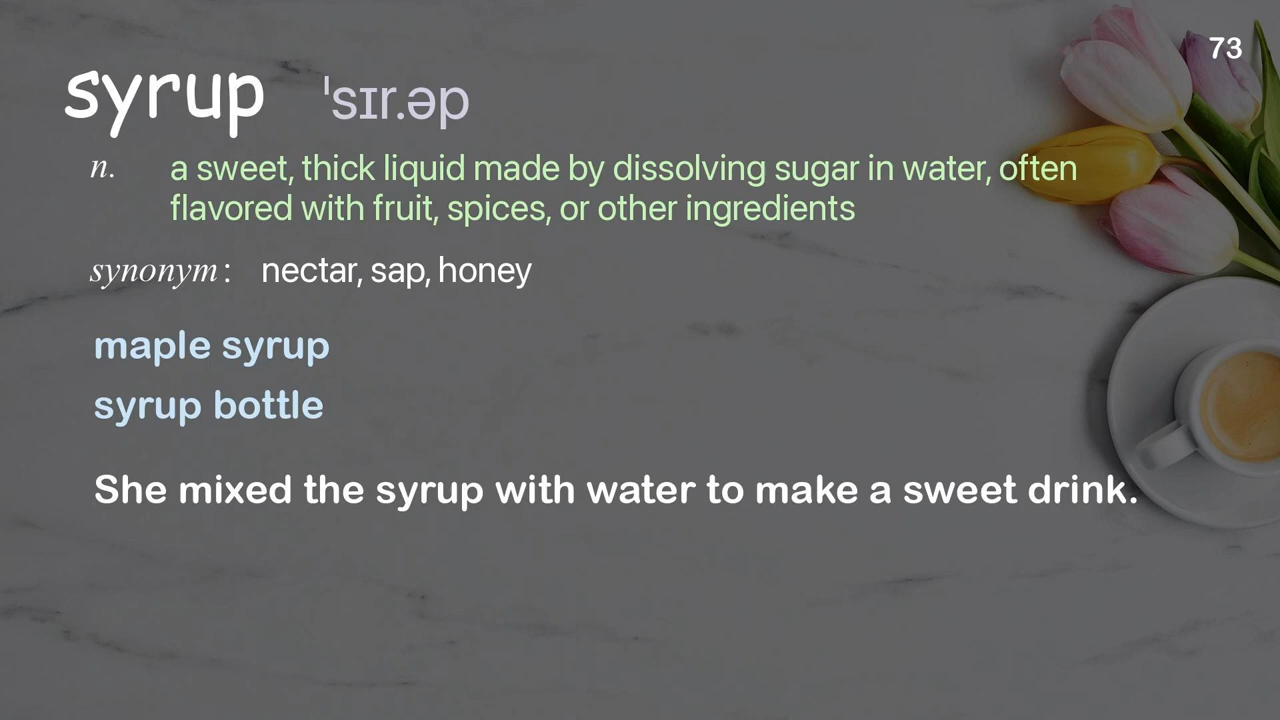 73
syrup ˈsɪr.əp
n. a sweet, thick liquid made by dissolving sugar in water, often
flavored with fruit, spices, or other ingredients
synonym: nectar, sap, honey
maple syrup
syrup bottle
She mixed the syrup with water to make a sweet drink.